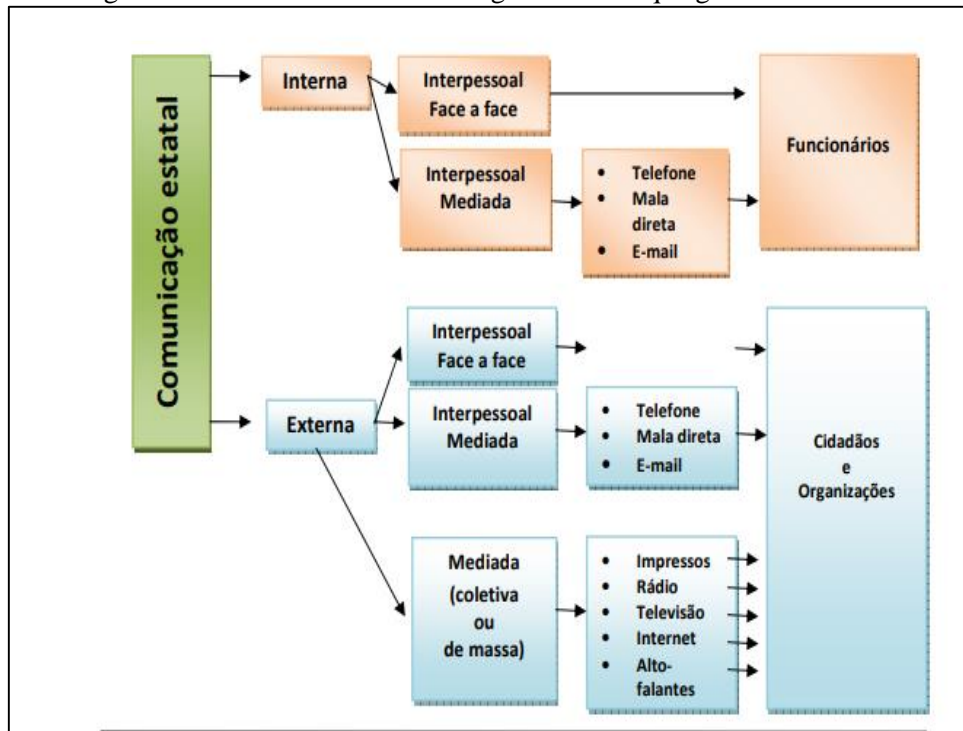 Comunicação estatal
Interna
Interpessoal
Face a face
Interpessoal
Mediada
• Telefone
• Mala
direta
• E-mail
Funcionários
Externa
Interpessoal
Face a face
Interpessoal
Mediada
• Telefone
• Mala direta
• E-mail
Mediada
(coletiva
ou
de massa)
• Impressos
• Rádio
• Televisão
• Internet
• Alto-
falantes
Cidadãos
e
Organizações